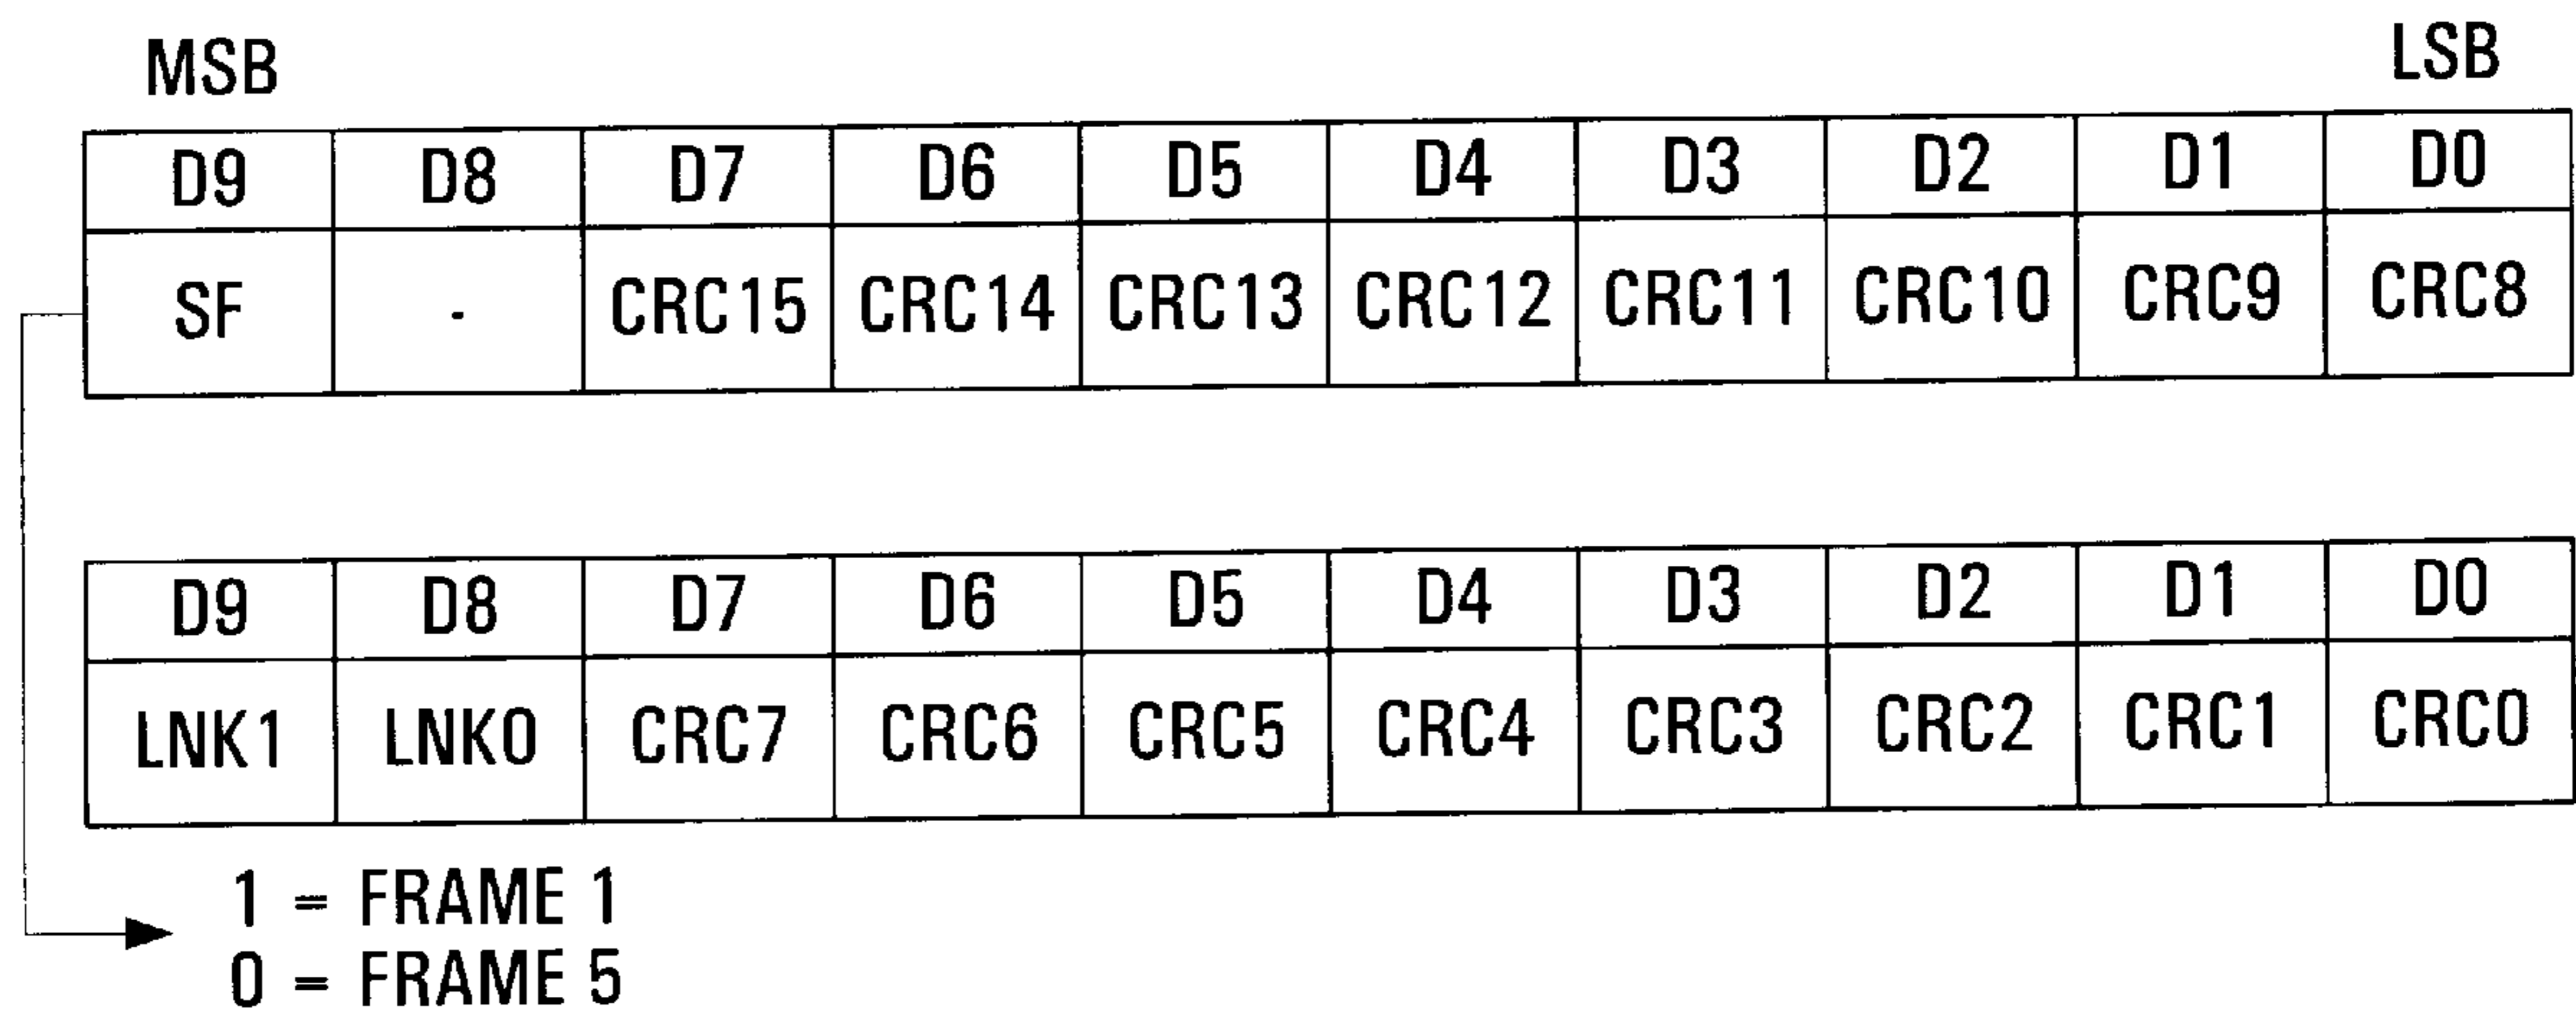 MSB LSB
D9 D8 D7 D6 D5 D4 D3 D2 D1 D0
SF - CRC15 CRC14 CRC13 CRC12 CRC11 CRC10 CRC9 CRC8
D9 D8 D7 D6 D5 D4 D3 D2 D1 D0
LNK1 LNK0 CRC7 CRC6 CRC5 CRC4 CRC3 CRC2 CRC1 CRC0
1 = FRAME 1
0 = FRAME 5